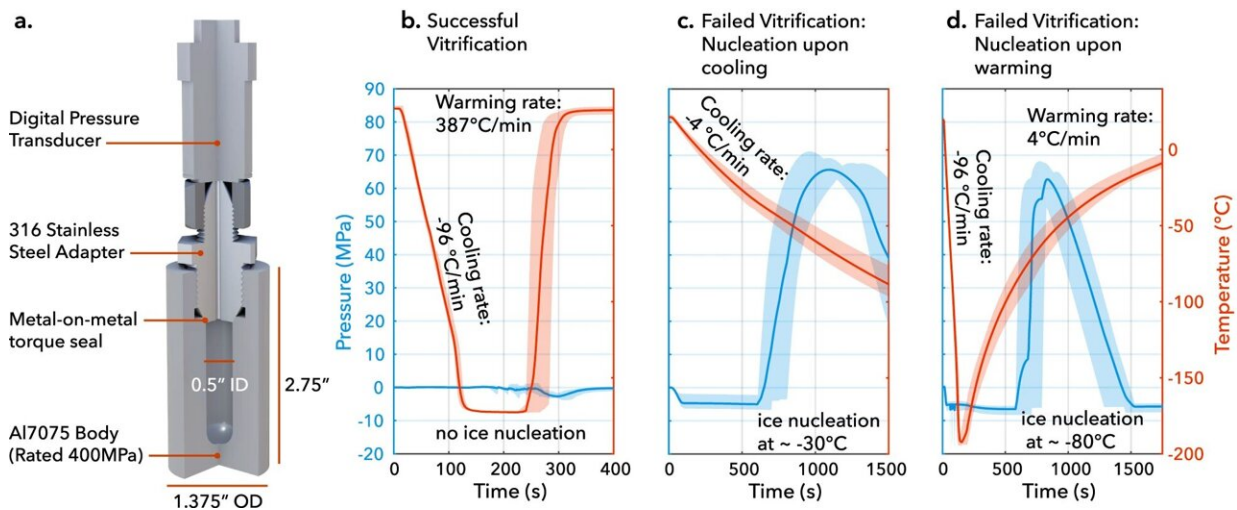 a.
Digital Pressure
Transducer
316 Stainless
Steel Adapter
Metal-on-metal
torque seal
0.5″ ID
2.75″
Al7075 Body
(Rated 400MPa)
1.375″ OD
b. Successful
Vitrification
Warming rate:
387°C/min
Cooling rate:
-96 °C/min
no ice nucleation
Pressure (MPa)
90
80
70
60
50
40
30
20
10
0
-10
-20
0 100 200 300 400
Time (s)
c. Failed Vitrification:
Nucleation upon
cooling
Cooling rate:
-4 °C/min
ice nucleation
at ~ -30°C
0 500 1000 1500
Time (s)
d. Failed Vitrification:
Nucleation upon
warming
Warming rate:
4°C/min
Cooling rate:
-96 °C/min
ice nucleation
at ~ -80°C
0 500 1000 1500
Time (s)
0
-50
-100
-150
-200
Temperature (°C)